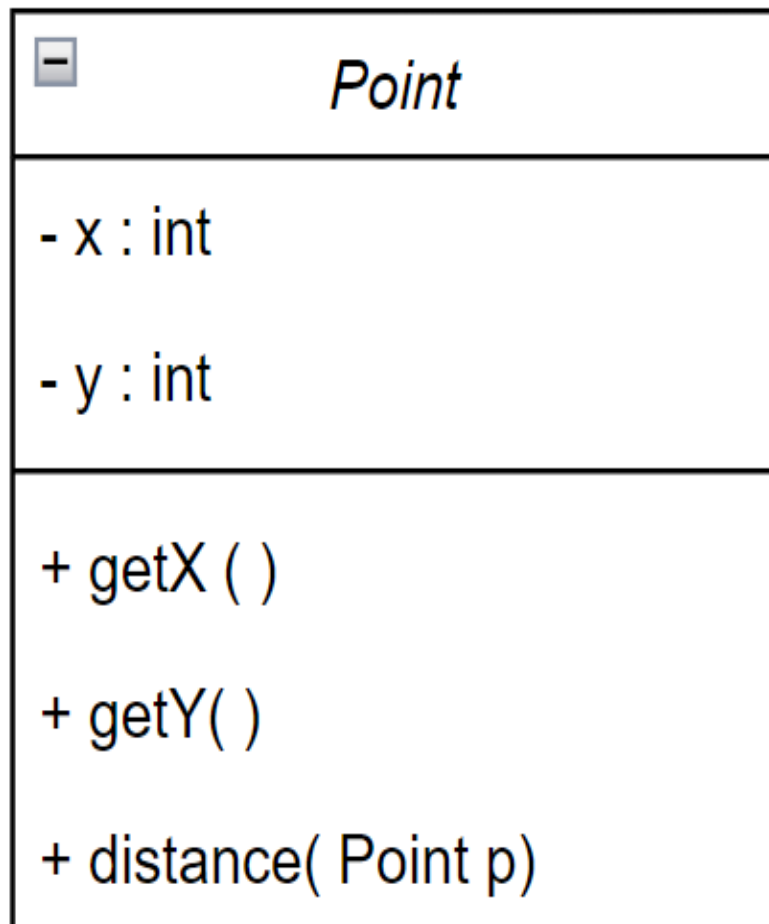 Point
- x : int
- y : int
+ getX ( )
+ getY( )
+ distance( Point p)